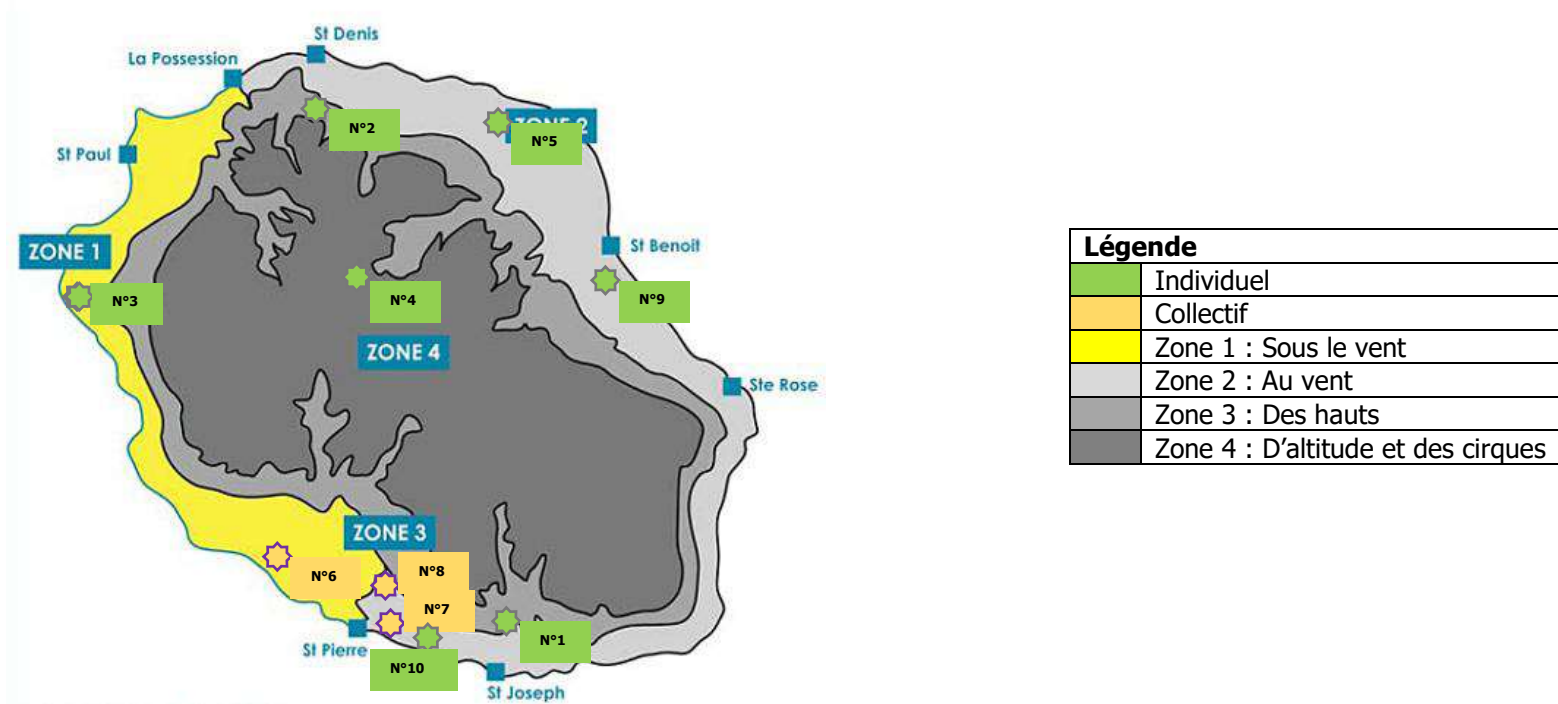 St Denis
La Possession
N°2
ZONE 2
N°5
St Paul
ZONE 1
St Benoit
N°3
N°4
N°9
ZONE 4
Ste Rose
ZONE 3
N°6
N°8
N°7
N°1
St Pierre
N°10
St Joseph
Légende
Individuel
Collectif
Zone 1 : Sous le vent
Zone 2 : Au vent
Zone 3 : Des hauts
Zone 4 : D’altitude et des cirques